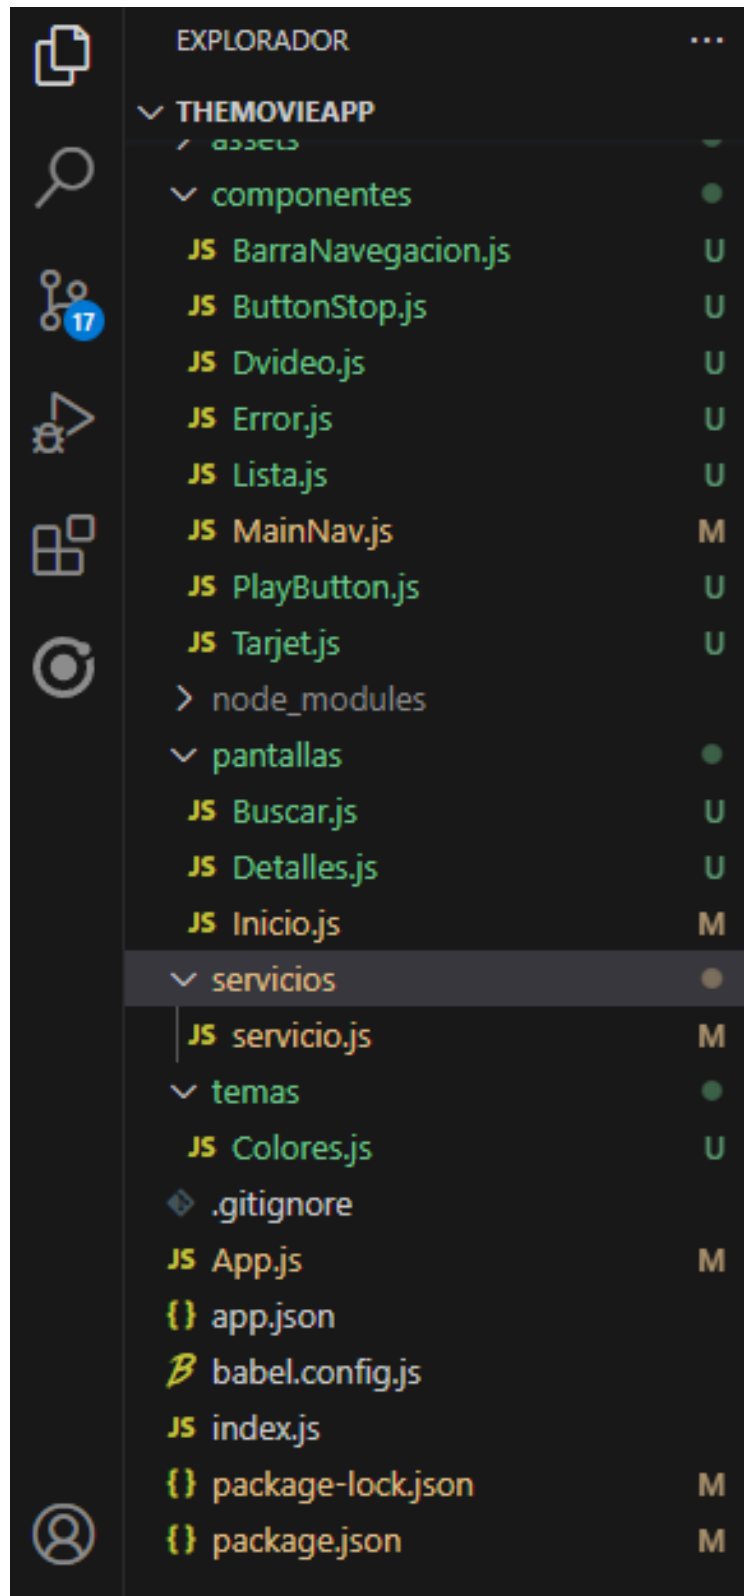 EXPLORADOR ...
THEMOVIEAPP
assets
componentes
JS BarraNavegacion.js U
JS ButtonStop.js U
17
JS Dvideo.js U
JS Error.js U
JS Lista.js U
JS MainNav.js M
JS PlayButton.js U
JS Tarjet.js U
node_modules
pantallas
JS Buscar.js U
JS Detalles.js U
JS Inicio.js M
servicios
JS servicio.js M
temas
JS Colores.js U
.gitignore
JS App.js M
{} app.json
B babel.config.js
JS index.js
{} package-lock.json M
{} package.json M